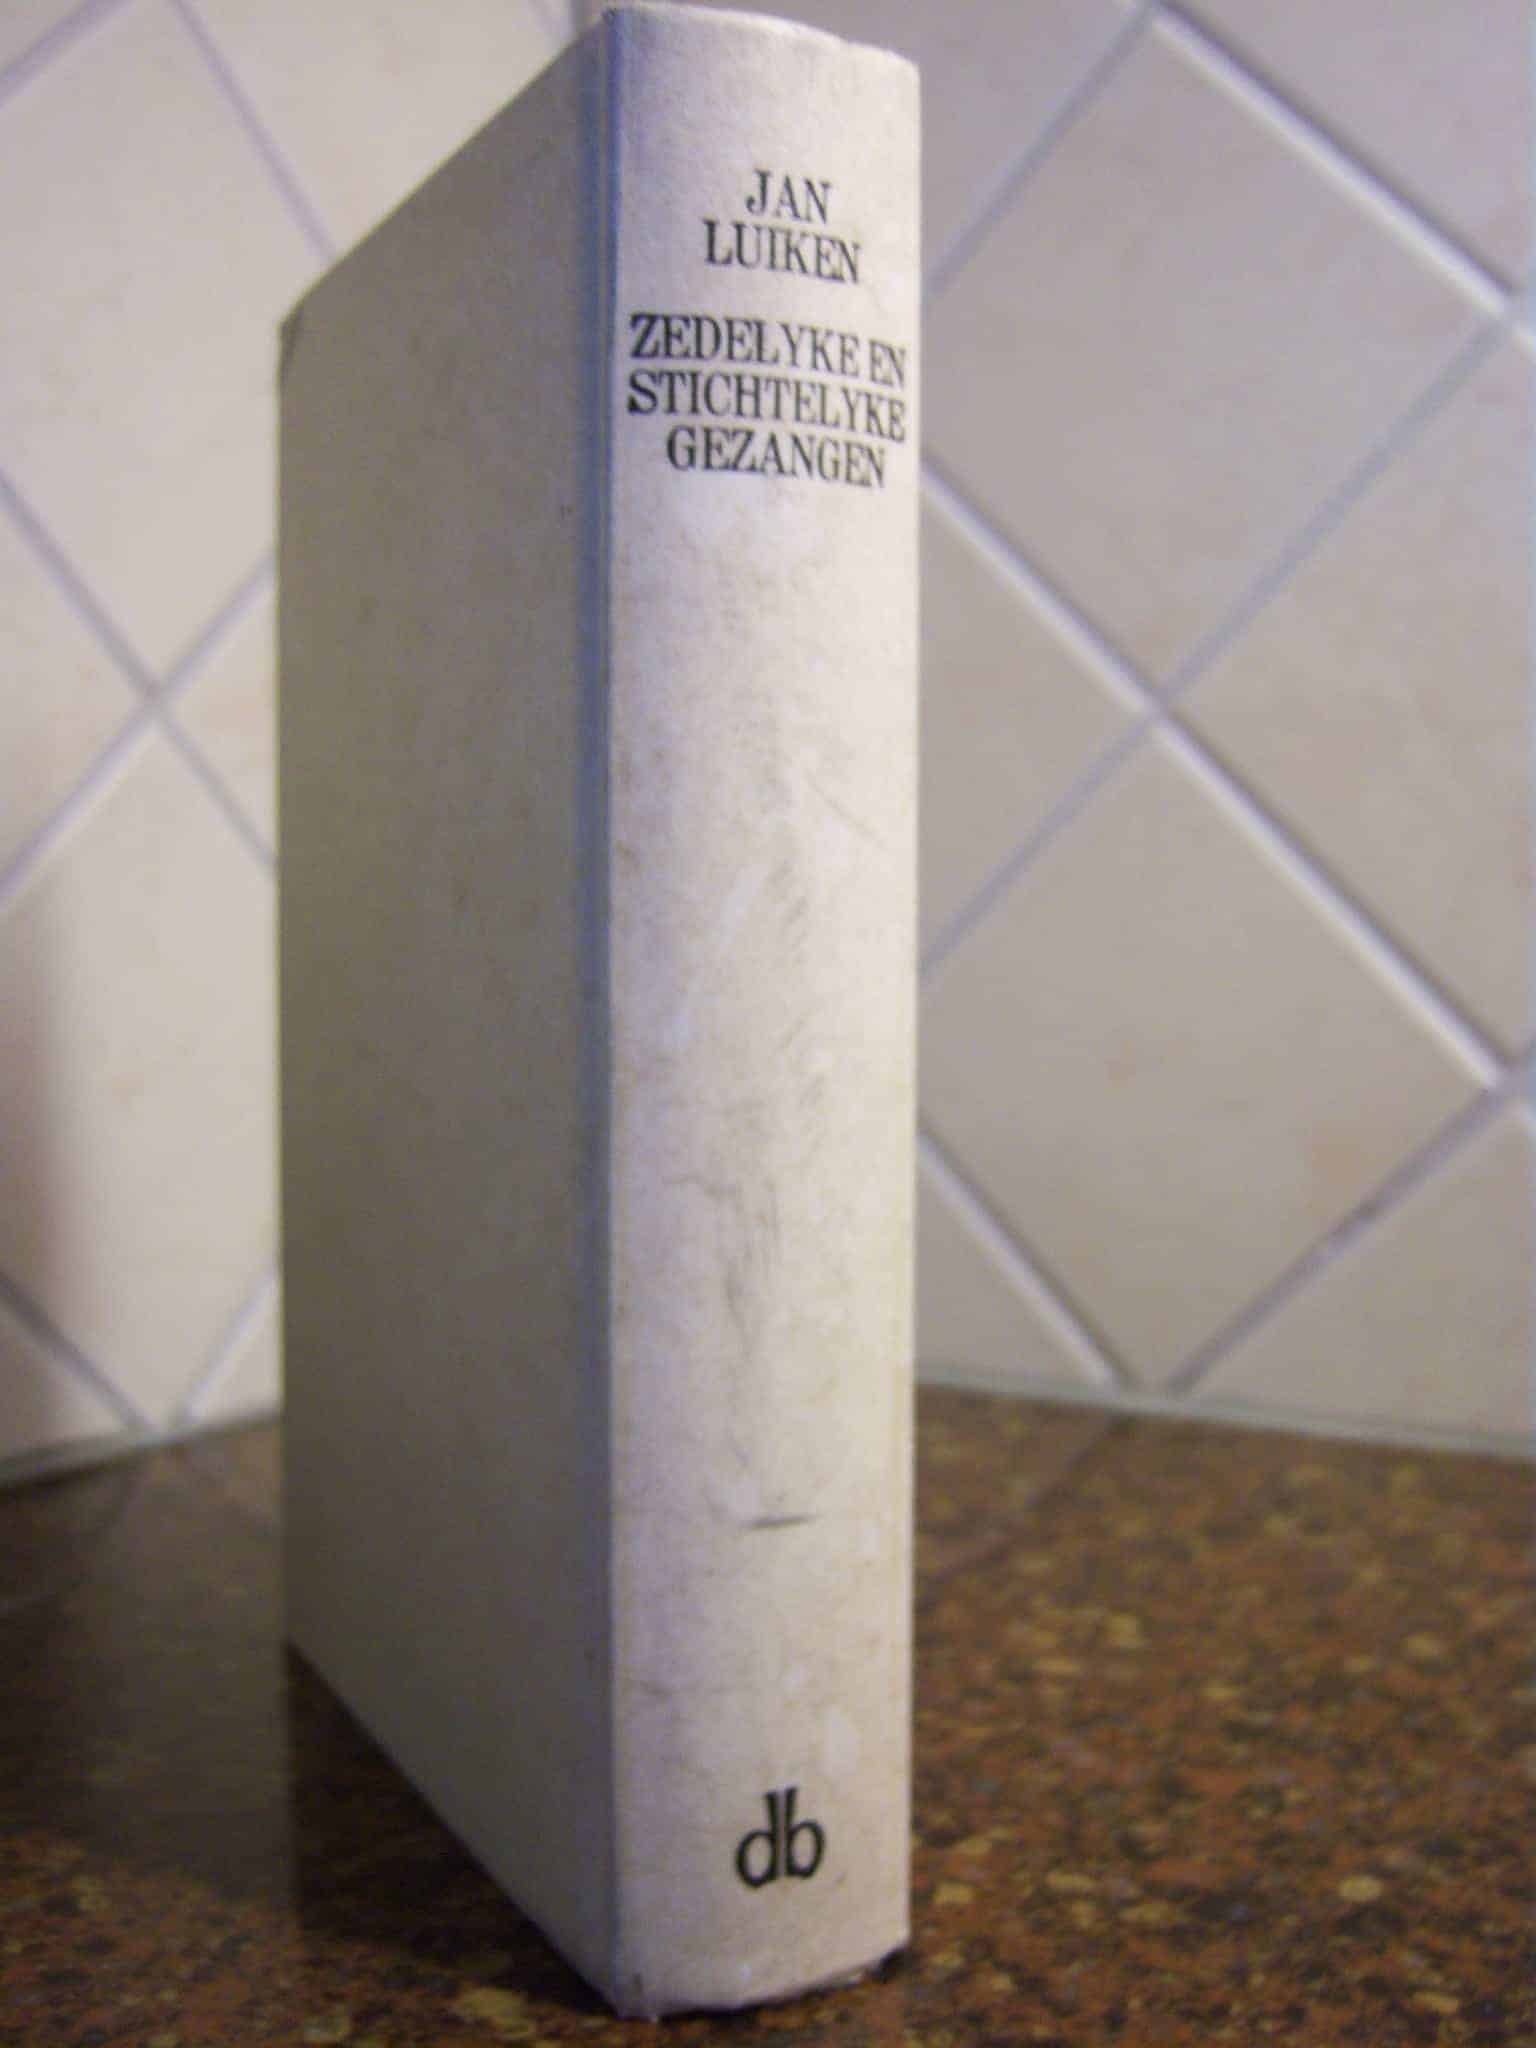 JAN
LUIKEN
ZEDELYKE EN
STICHTELYKE
GEZANGEN
db